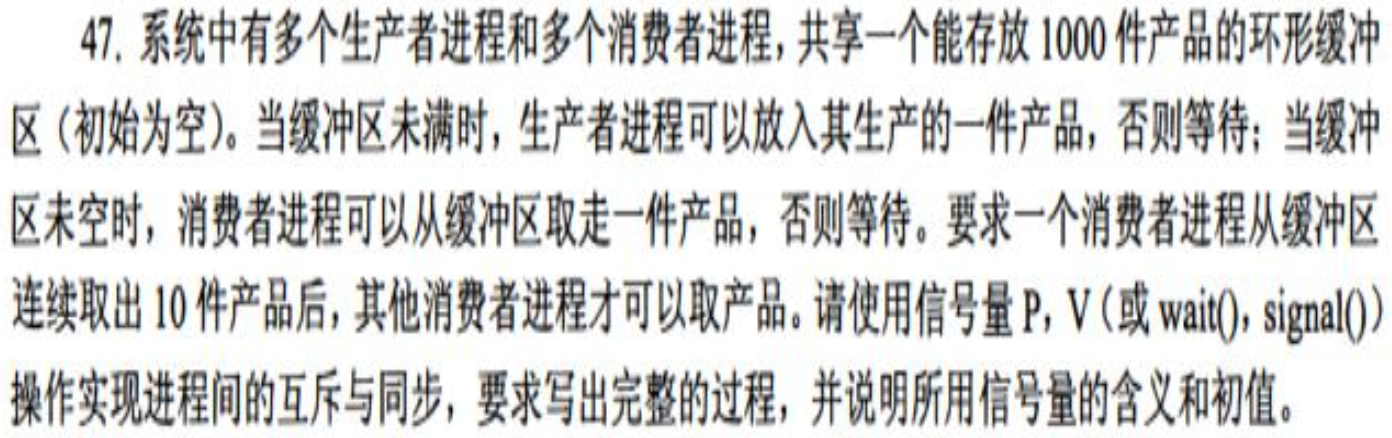 47. 系统中有多个生产者进程和多个消费者进程，共享一个能存放 1000 件产品的环形缓冲
区（初始为空）。当缓冲区未满时，生产者进程可以放入其生产的一件产品，否则等待；当缓冲
区未空时，消费者进程可以从缓冲区取走一件产品，否则等待。要求一个消费者进程从缓冲区
连续取出 10 件产品后，其他消费者进程才可以取产品。请使用信号量 P，V（或 wait()，signal()）
操作实现进程间的互斥与同步，要求写出完整的过程，并说明所用信号量的含义和初值。